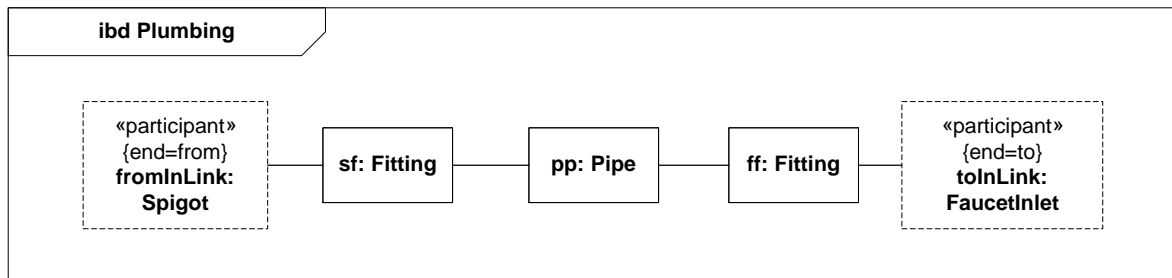 ibd Plumbing
«participant»
{end=from}
fromInLink:
Spigot
sf: Fitting
pp: Pipe
ff: Fitting
«participant»
{end=to}
toInLink:
FaucetInlet